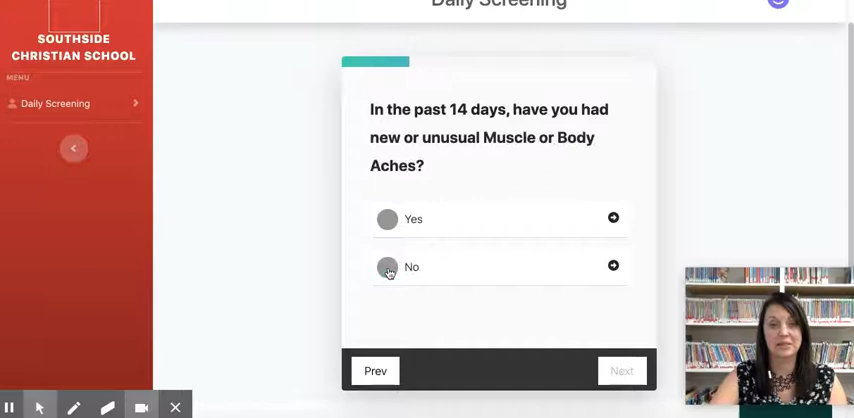 Daily Screening
SOUTHSIDE
CHRISTIAN SCHOOL
MENU
Daily Screening
In the past 14 days, have you had
new or unusual Muscle or Body
Aches?
Yes
No
Prev
Next